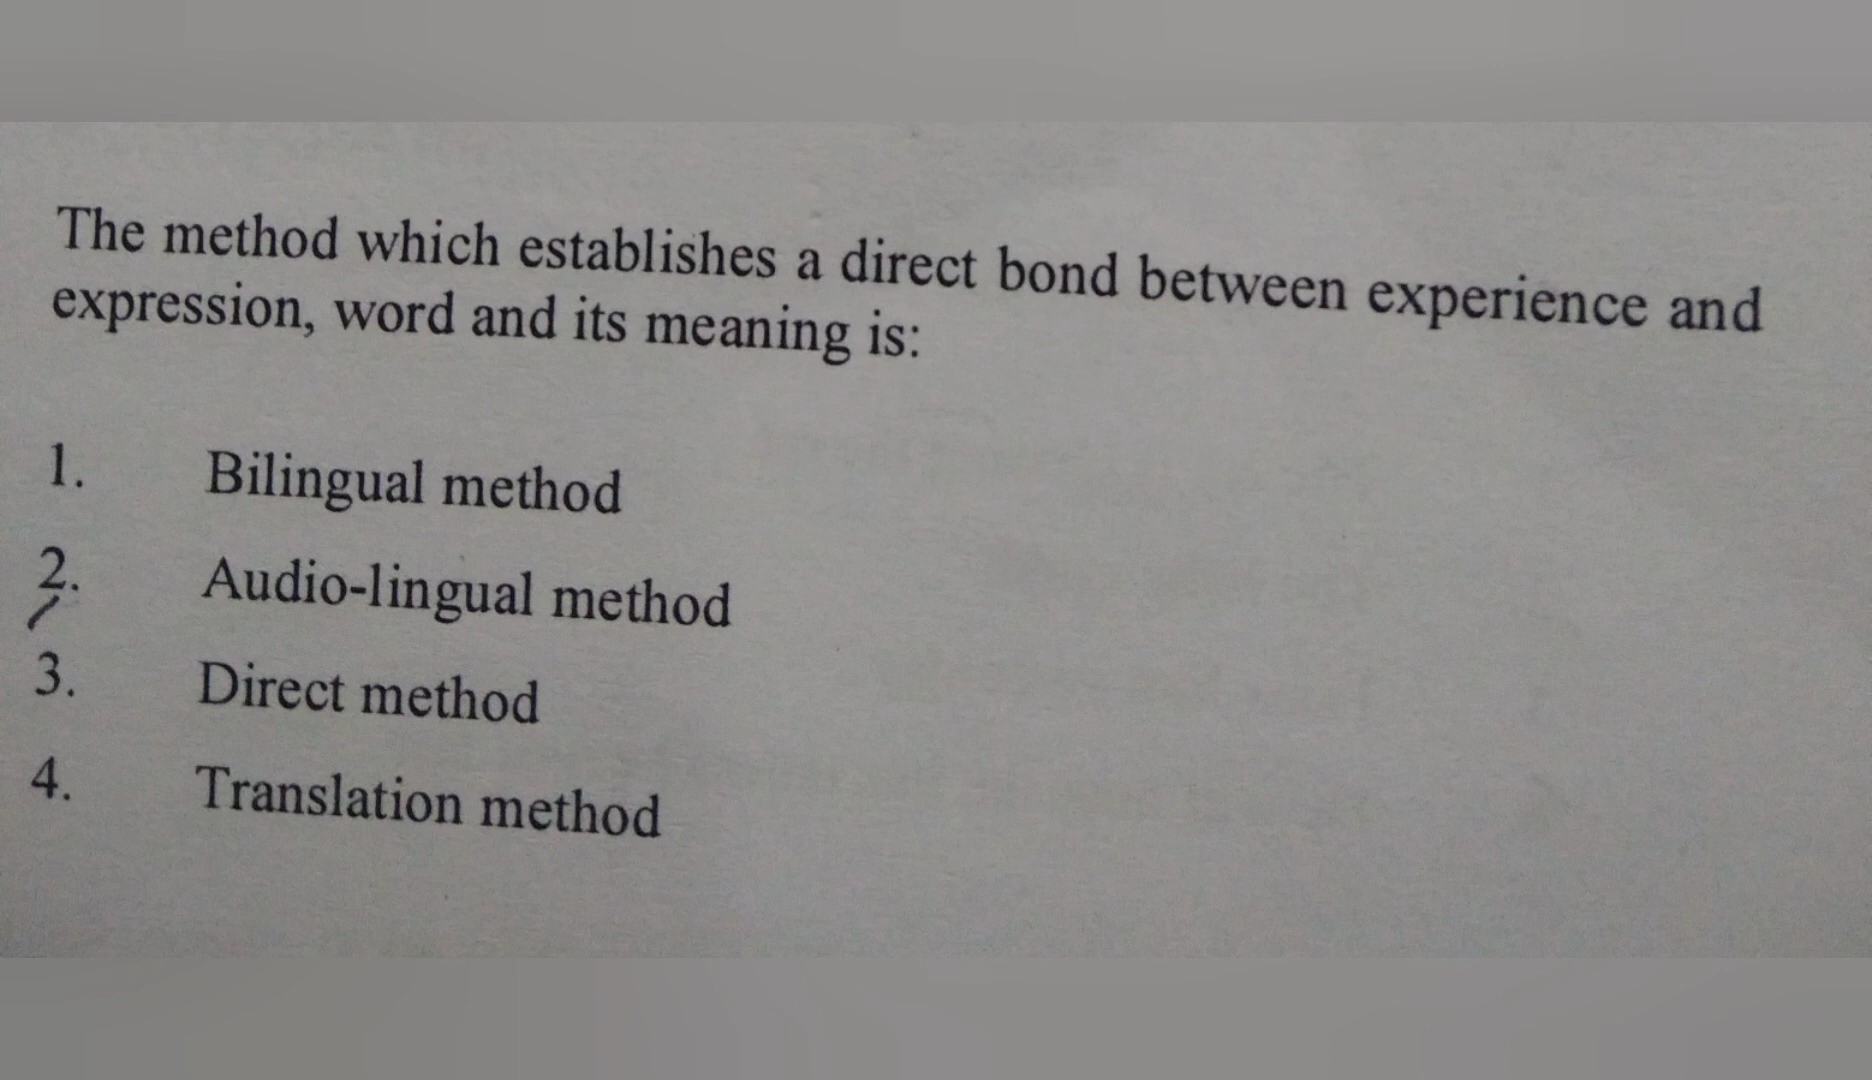 The method which establishes a direct bond between experience and
expression, word and its meaning is:
1. Bilingual method
2. Audio-lingual method
3. Direct method
4. Translation method